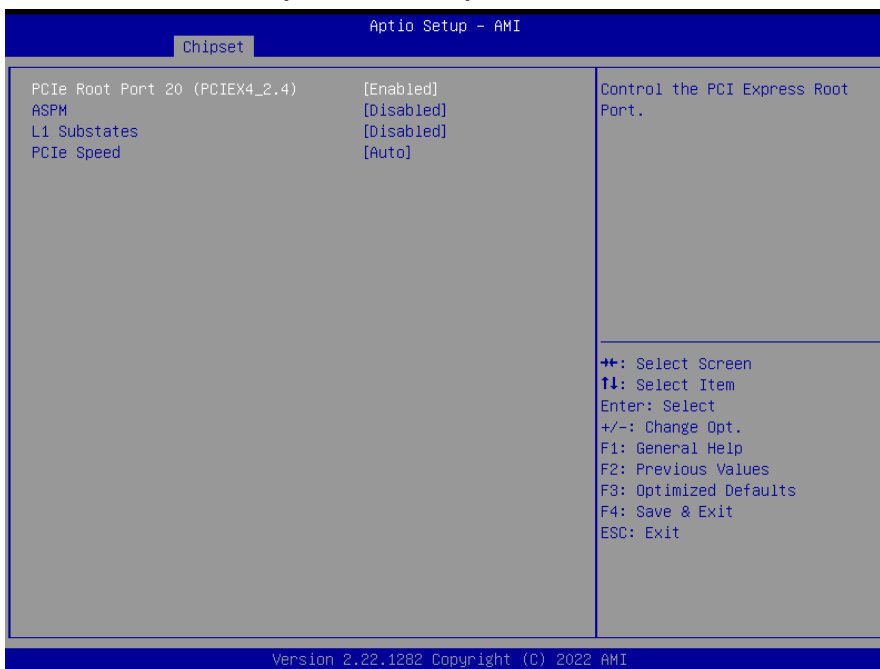 Aptio Setup – AMI
Chipset
PCIe Root Port 20 (PCIEX4_2.4) [Enabled]
ASPM [Disabled]
L1 Substates [Disabled]
PCIe Speed [Auto]
Control the PCI Express Root
Port.
→←: Select Screen
↑↓: Select Item
Enter: Select
+/-: Change Opt.
F1: General Help
F2: Previous Values
F3: Optimized Defaults
F4: Save & Exit
ESC: Exit
Version 2.22.1282 Copyright (C) 2022 AMI